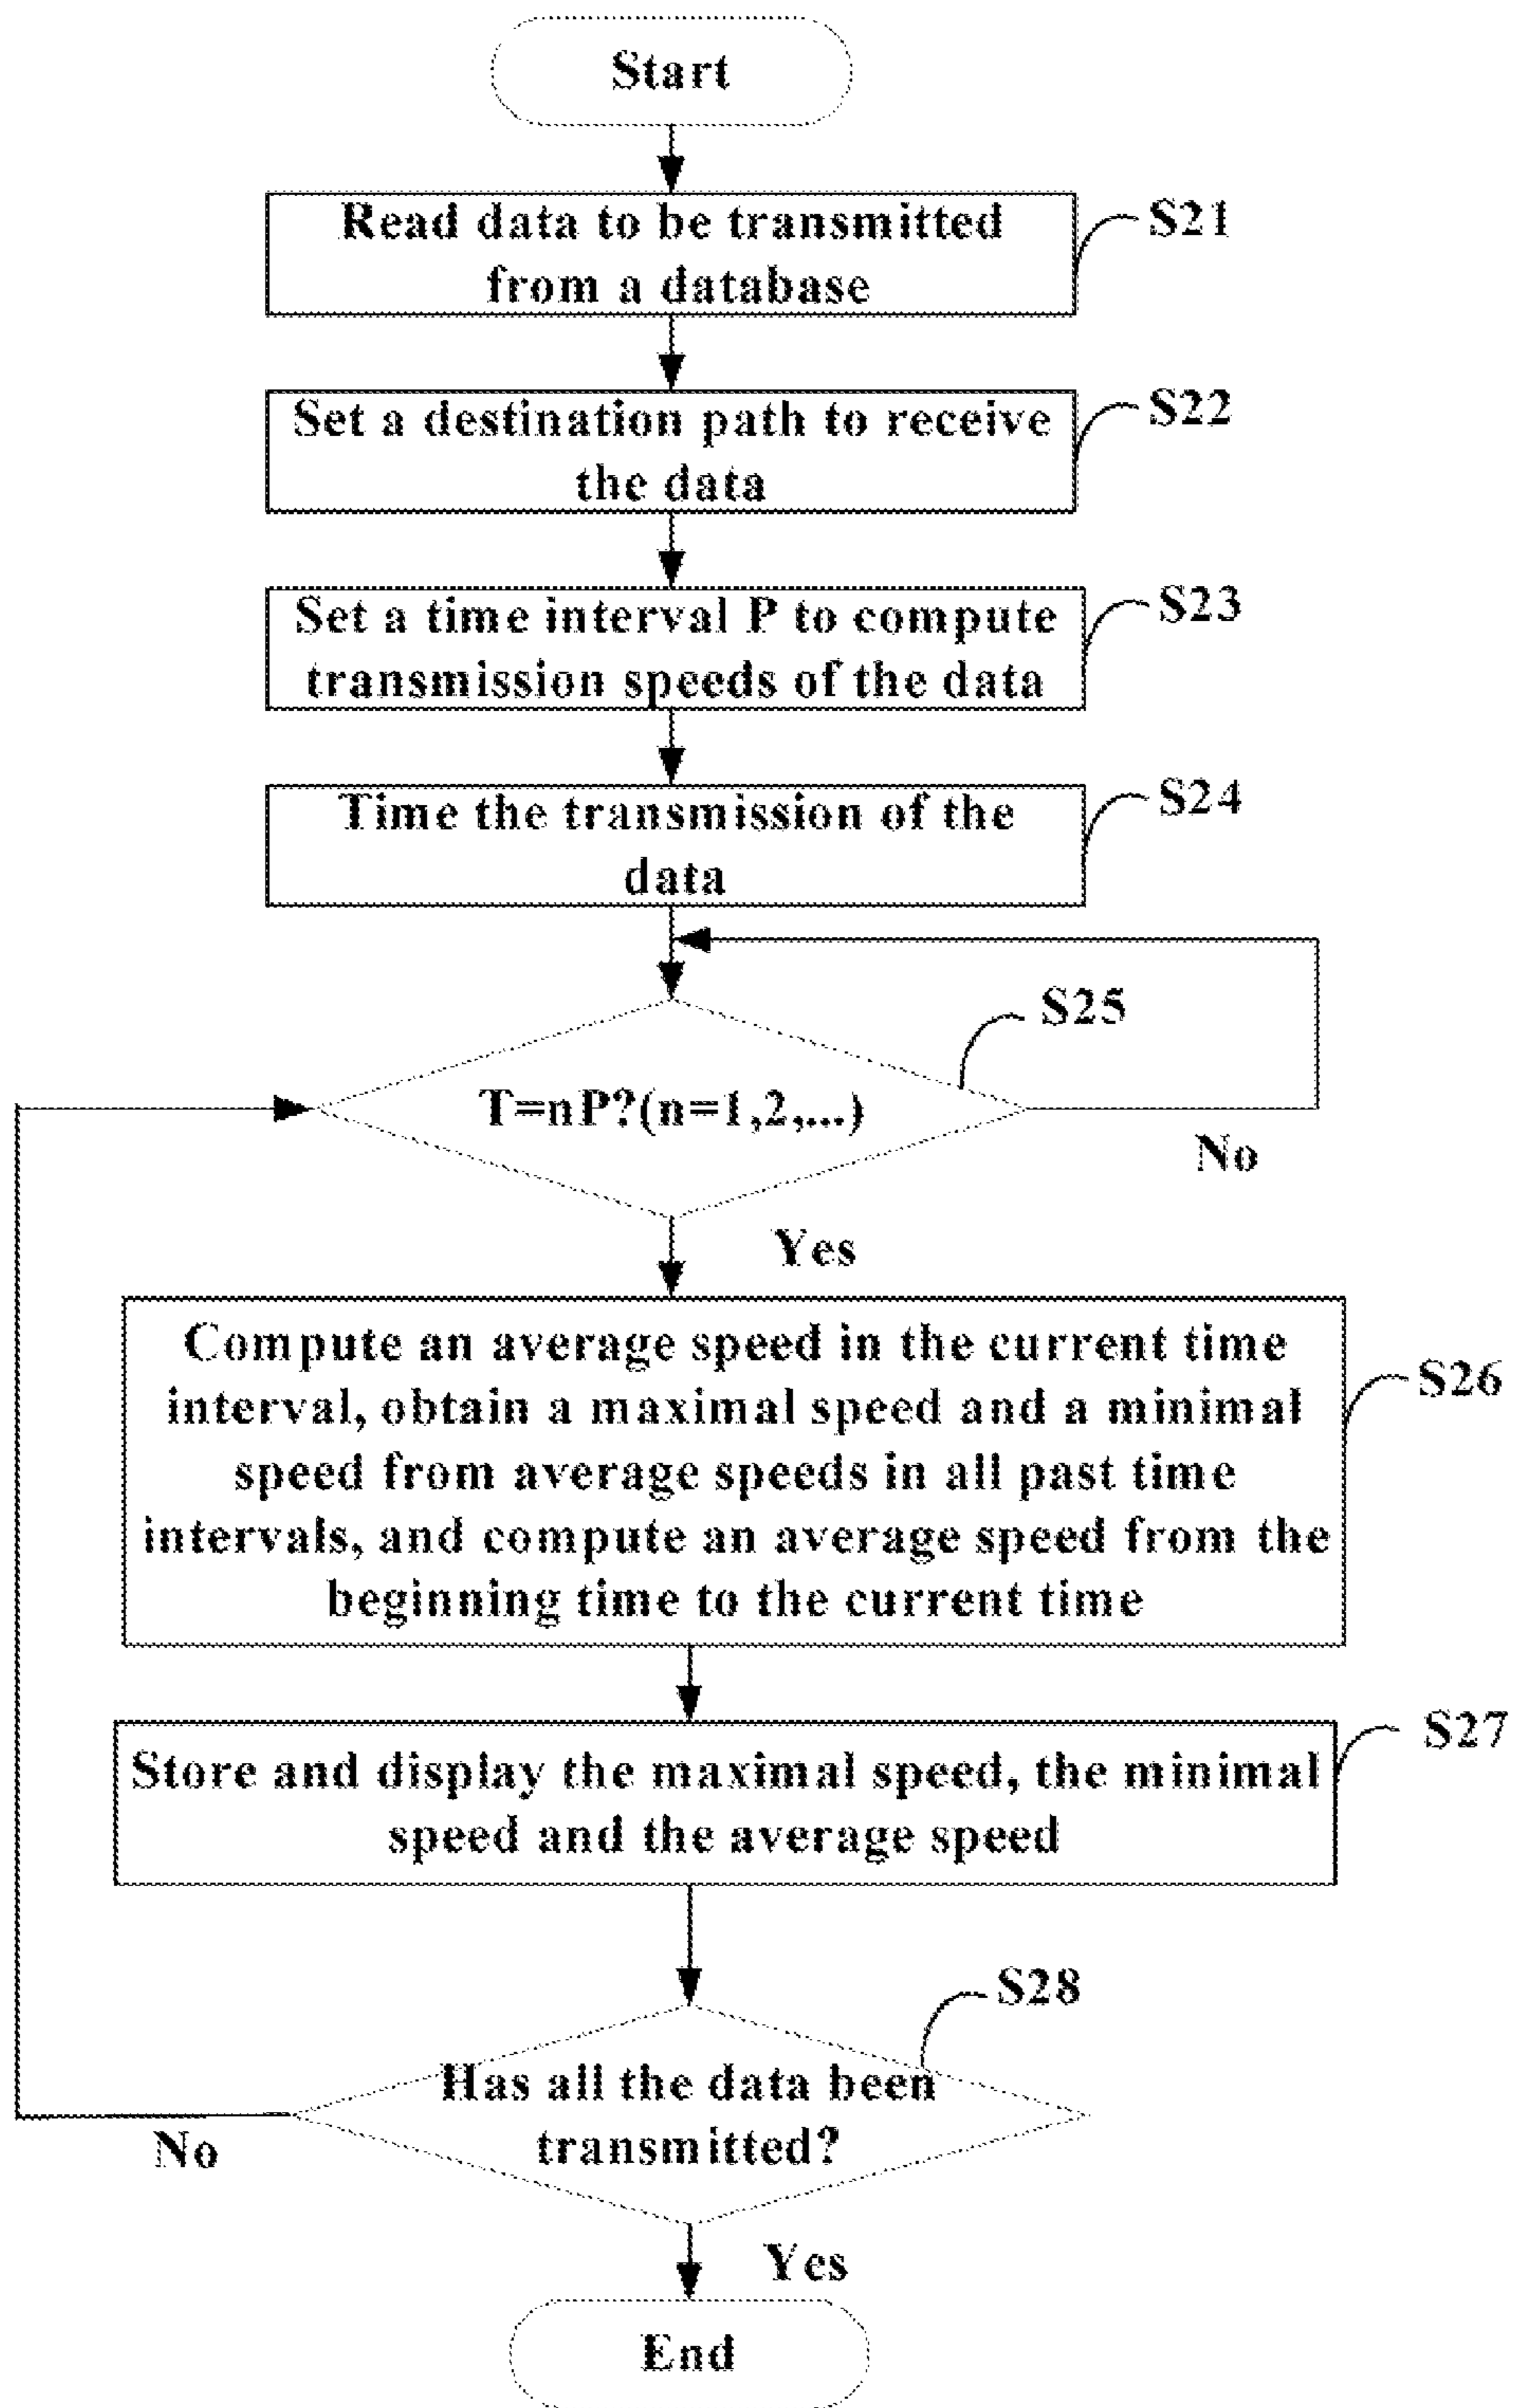 Start
Read data to be transmitted
from a database
S21
Set a destination path to receive
the data
S22
Set a time interval P to compute
transmission speeds of the data
S23
Time the transmission of the
data
S24
S25
T=nP?(n=1,2,...)
No
Yes
Compute an average speed in the current time
interval, obtain a maximal speed and a minimal
speed from average speeds in all past time
intervals, and compute an average speed from the
beginning time to the current time
S26
Store and display the maximal speed, the minimal
speed and the average speed
S27
S28
Has all the data been
transmitted?
No
Yes
End